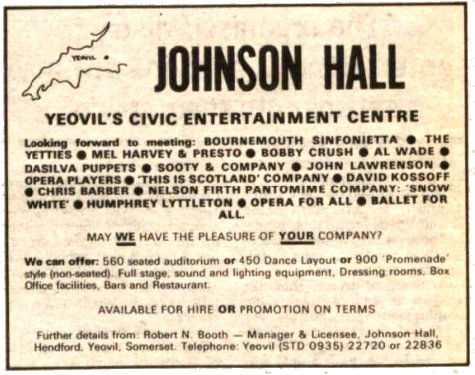 YEOVIL
JOHNSON HALL
YEOVIL'S CIVIC ENTERTAINMENT CENTRE
Looking forward to meeting: BOURNEMOUTH SINFONIETTA ● THE
YETTIES ● MEL HARVEY & PRESTO ● BOBBY CRUSH ● AL WADE ●
DASILVA PUPPETS ● SOOTY & COMPANY ● JOHN LAWRENSON ●
OPERA PLAYERS ● 'THIS IS SCOTLAND' COMPANY ● DAVID KOSSOFF
● CHRIS BARBER ● NELSON FIRTH PANTOMIME COMPANY: 'SNOW
WHITE' ● HUMPHREY LYTTLETON ● OPERA FOR ALL ● BALLET FOR
ALL.
MAY WE HAVE THE PLEASURE OF YOUR COMPANY?
We can offer: 560 seated auditorium or 450 Dance Layout or 900 'Promenade'
style (non-seated). Full stage, sound and lighting equipment, Dressing rooms, Box
Office facilities, Bars and Restaurant.
AVAILABLE FOR HIRE OR PROMOTION ON TERMS
Further details from: Robert N. Booth — Manager & Licensee, Johnson Hall,
Hendford, Yeovil, Somerset. Telephone: Yeovil (STD 0935) 22720 or 22836